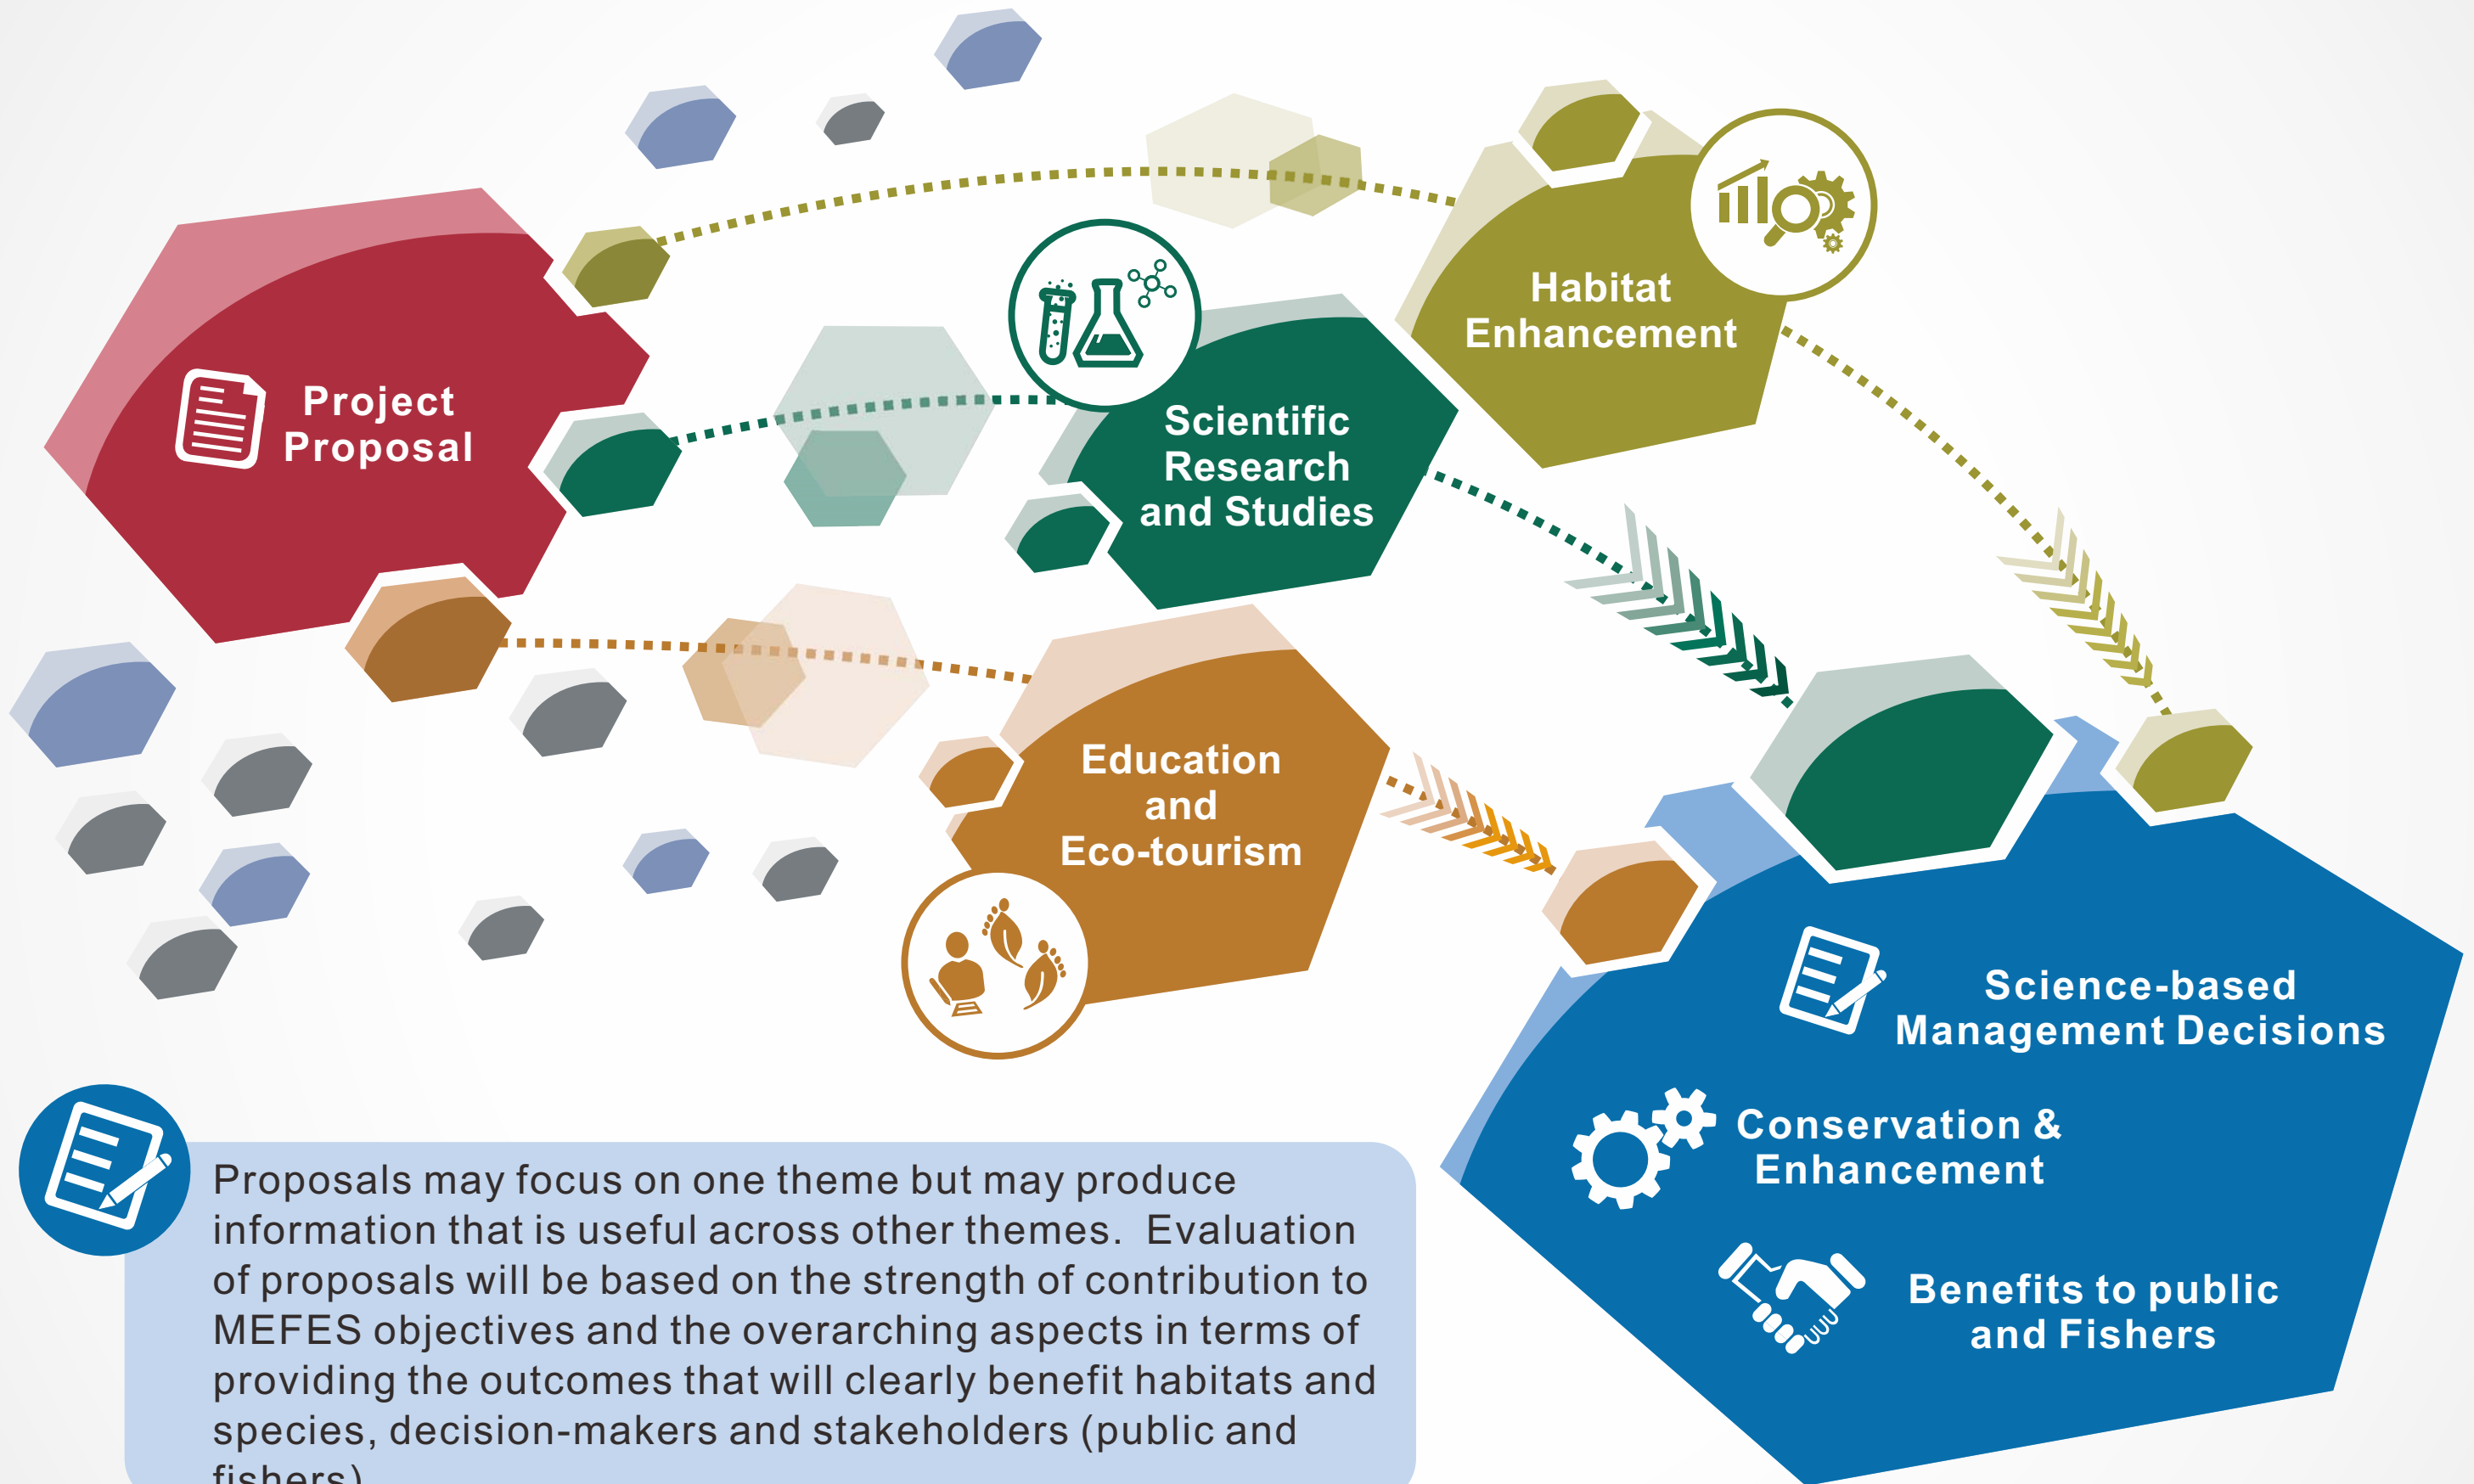 Project
Proposal
Habitat
Enhancement
Scientific
Research
and Studies
Education
and
Eco-tourism
Science-based
Management Decisions
Conservation &
Enhancement
Benefits to public
and Fishers
Proposals may focus on one theme but may produce
information that is useful across other themes.  Evaluation
of proposals will be based on the strength of contribution to
MEFES objectives and the overarching aspects in terms of
providing the outcomes that will clearly benefit habitats and
species, decision-makers and stakeholders (public and
fishers)